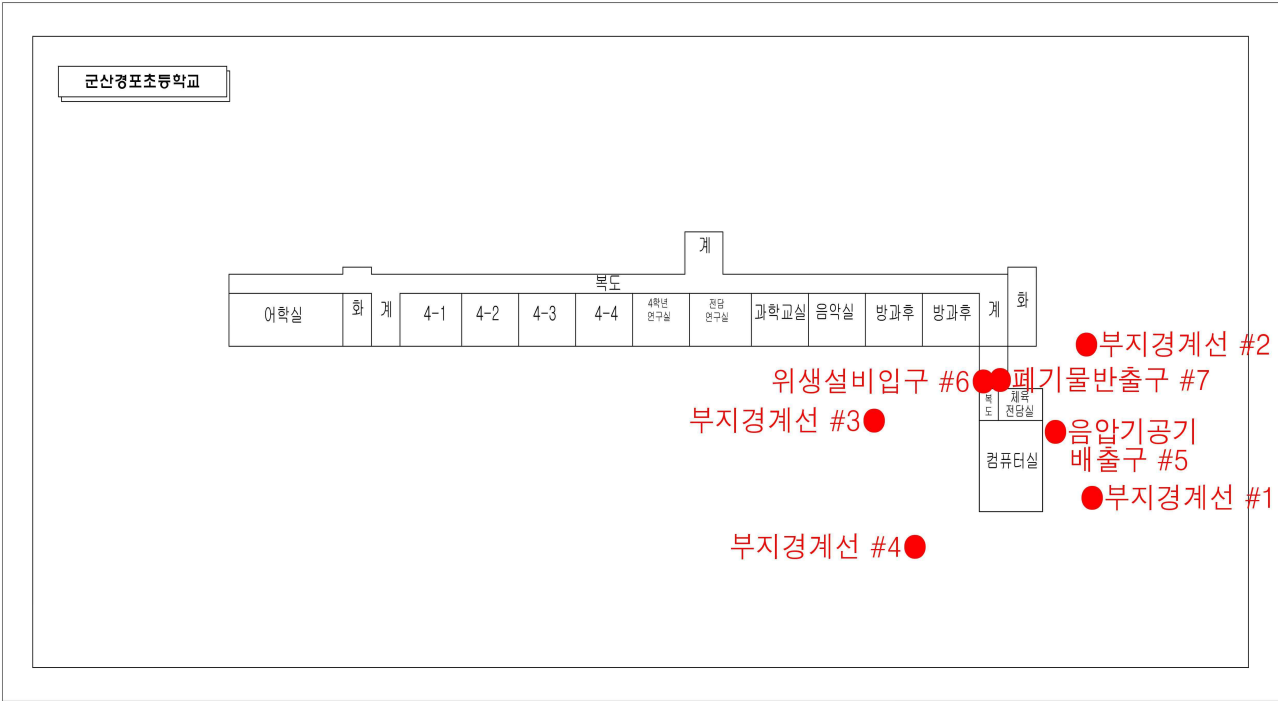 군산경포초등학교
계
복도
어학실
화
계
4-1
4-2
4-3
4-4
4학년
연구실
전담
연구실
과학교실
음악실
방과후
방과후
계
화
부지경계선 #2
위생설비입구 #6
폐기물반출구 #7
복
도
체육
전담실
부지경계선 #3
음압기공기
배출구 #5
컴퓨터실
부지경계선 #1
부지경계선 #4